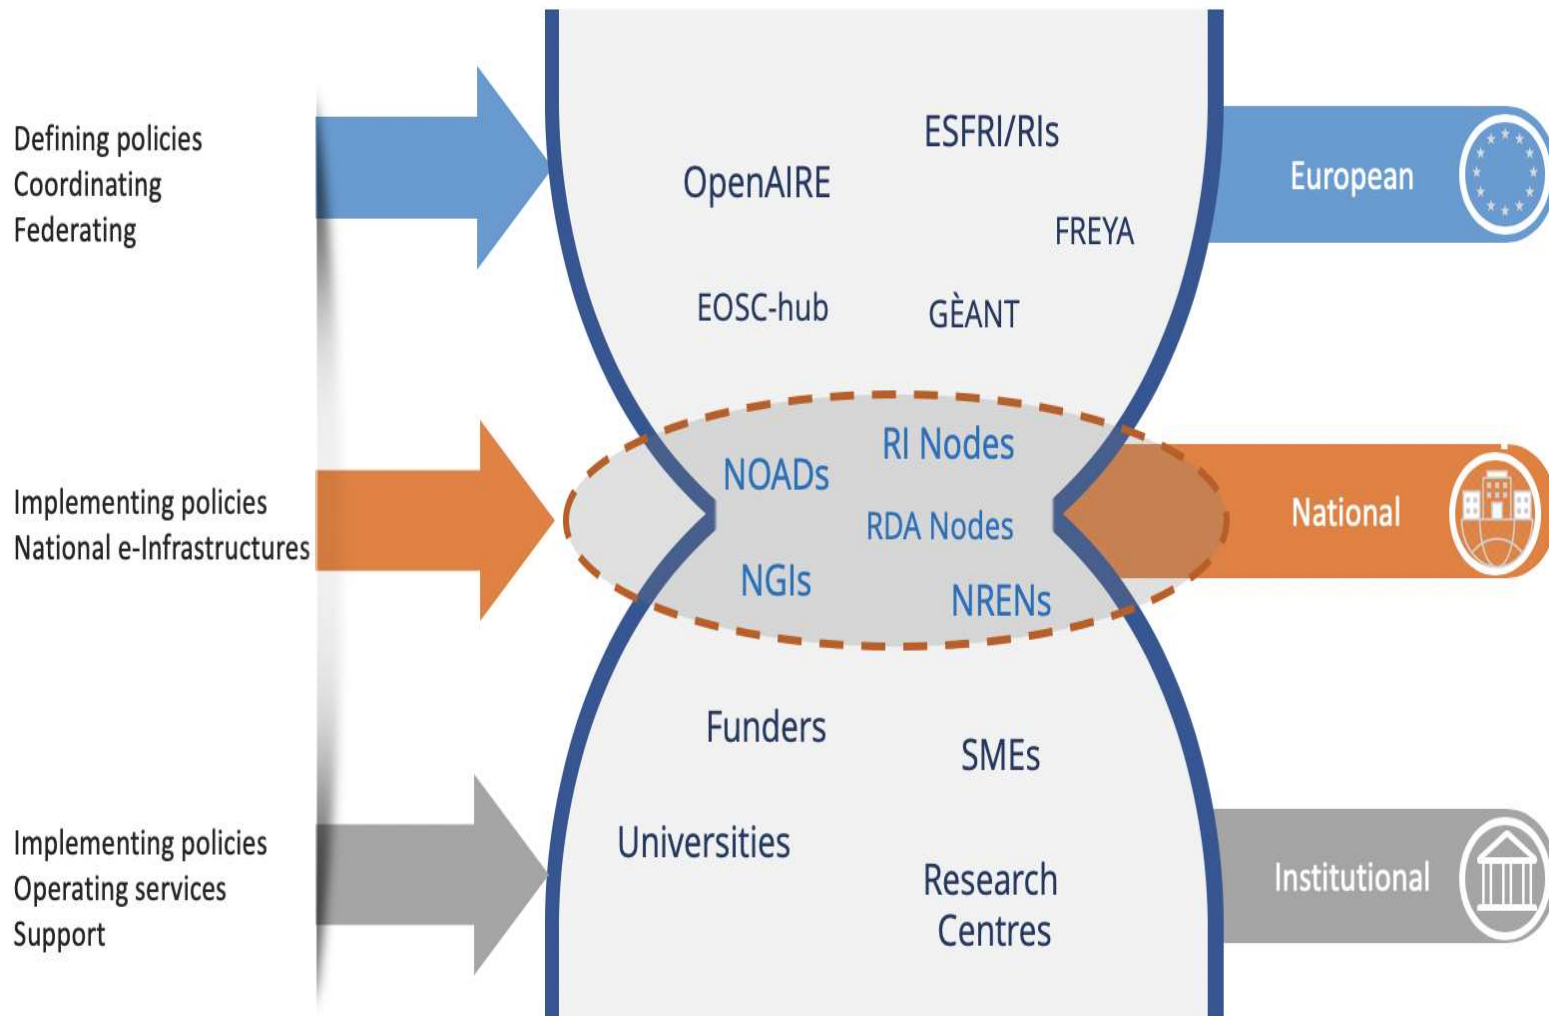 Defining policies
Coordinating
Federating
ESFRI/RIs
OpenAIRE
FREYA
EOSC-hub
GÈANT
European
Implementing policies
National e-Infrastructures
RI Nodes
NOADs
RDA Nodes
NGIs
NRENs
National
Implementing policies
Operating services
Support
Funders
SMEs
Universities
Research
Centres
Institutional